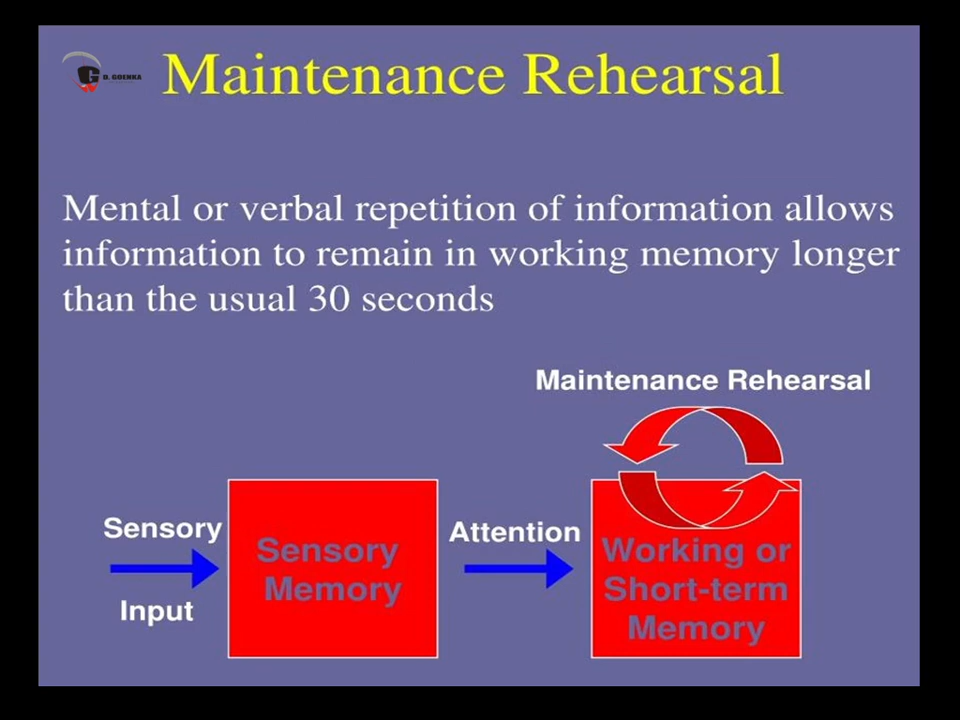 G D. GOENKA
Maintenance Rehearsal
Mental or verbal repetition of information allows
information to remain in working memory longer
than the usual 30 seconds
Maintenance Rehearsal
Sensory
Input
Sensory
Memory
Attention
Working or
Short-term
Memory